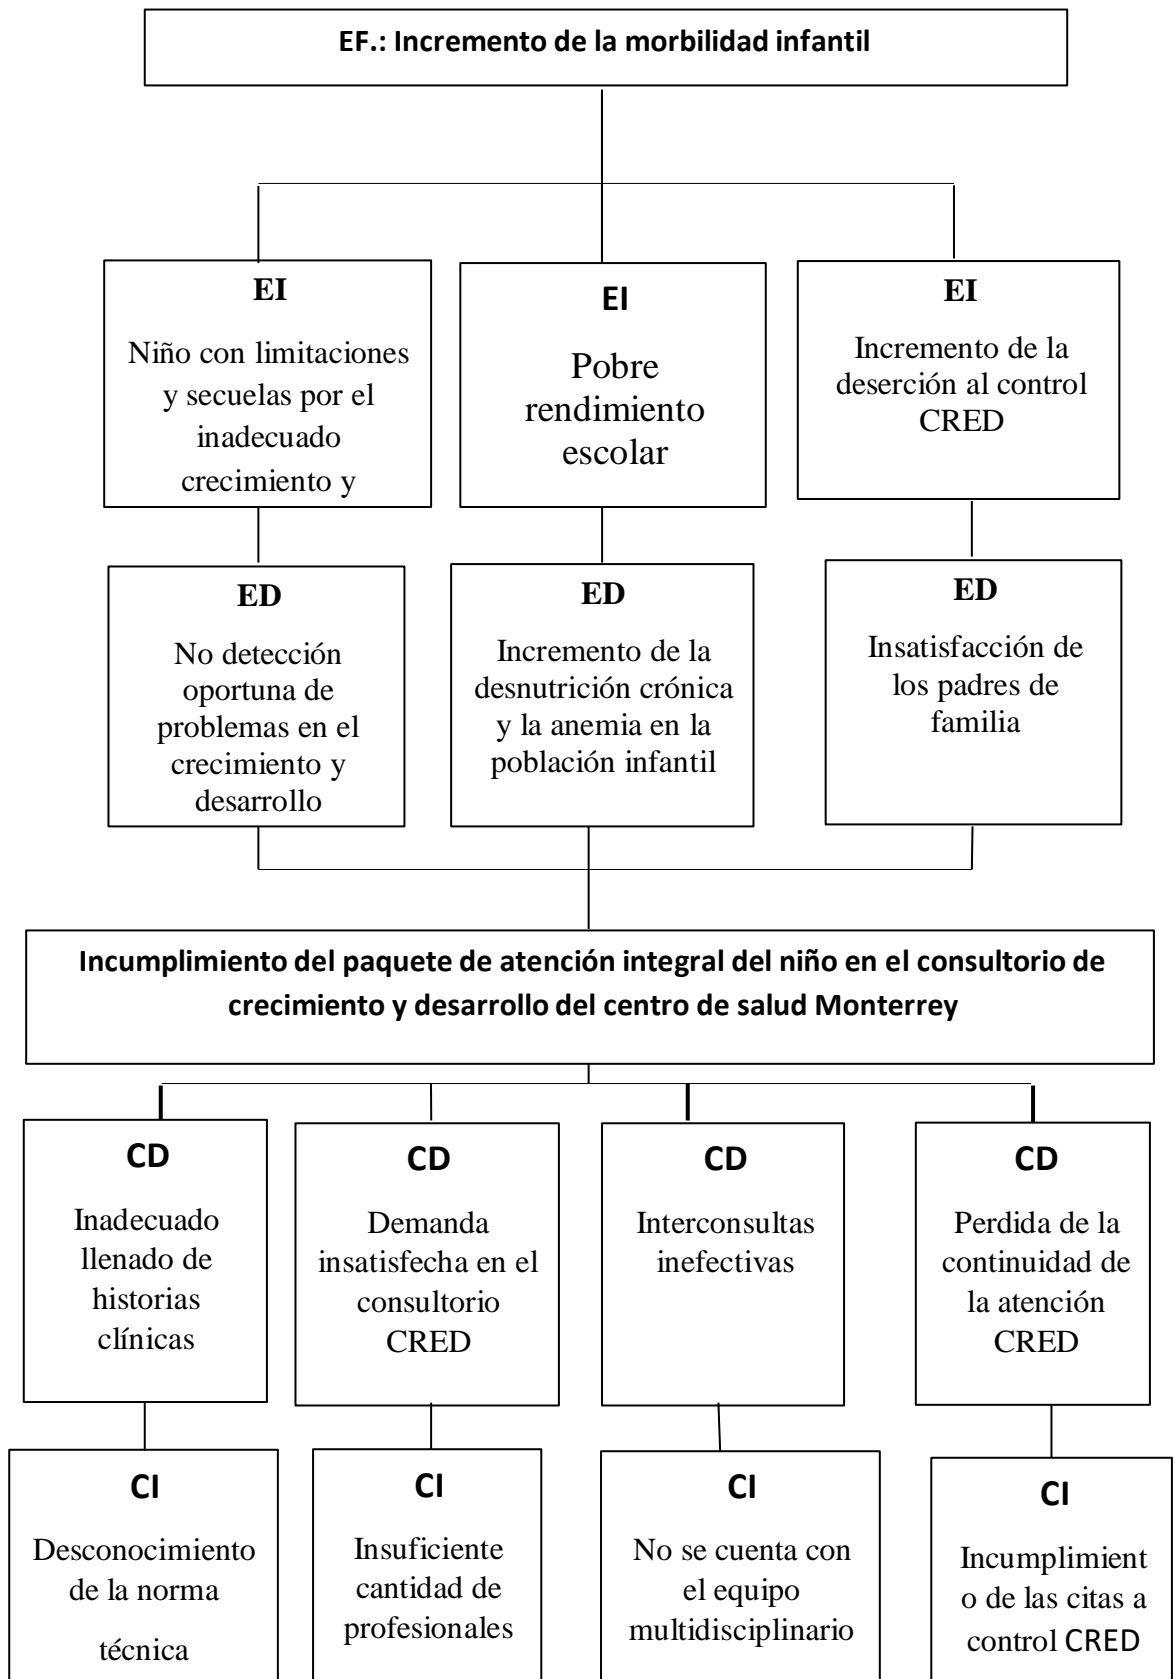 EF.: Incremento de la morbilidad infantil
EI
Niño con limitaciones
y secuelas por el
inadecuado
crecimiento y
EI
Pobre
rendimiento
escolar
EI
Incremento de la
deserción al control
CRED
ED
No detección
oportuna de
problemas en el
crecimiento y
desarrollo
ED
Incremento de la
desnutrición crónica
y la anemia en la
población infantil
ED
Insatisfacción de
los padres de
familia
Incumplimiento del paquete de atención integral del niño en el consultorio de
crecimiento y desarrollo del centro de salud Monterrey
CD
Inadecuado
llenado de
historias
clínicas
CD
Demanda
insatisfecha en el
consultorio
CRED
CD
Interconsultas
inefectivas
CD
Perdida de la
continuidad de
la atención
CRED
CI
Desconocimiento
de la norma
técnica
CI
Insuficiente
cantidad de
profesionales
CI
No se cuenta con
el equipo
multidisciplinario
CI
Incumplimient
o de las citas a
control CRED